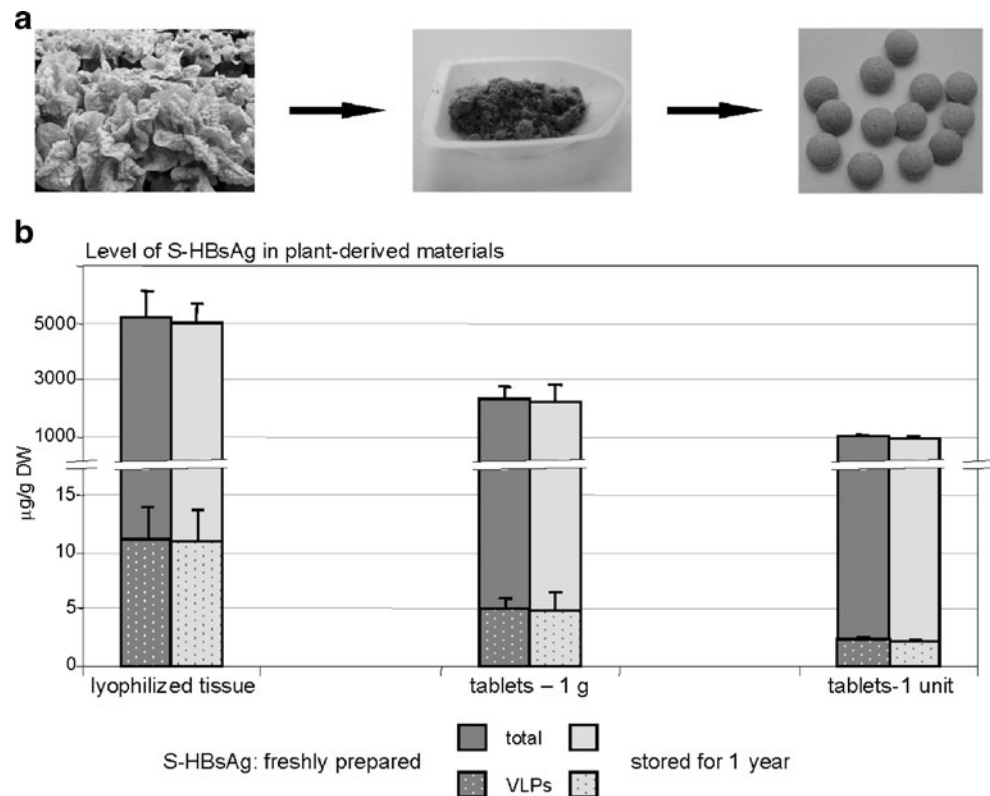 a
b
Level of S-HBsAg in plant-derived materials
µg/g DW
5000
3000
1000
15
10
5
0
lyophilized tissue
tablets – 1 g
tablets-1 unit
total
S-HBsAg: freshly prepared
stored for 1 year
VLPs